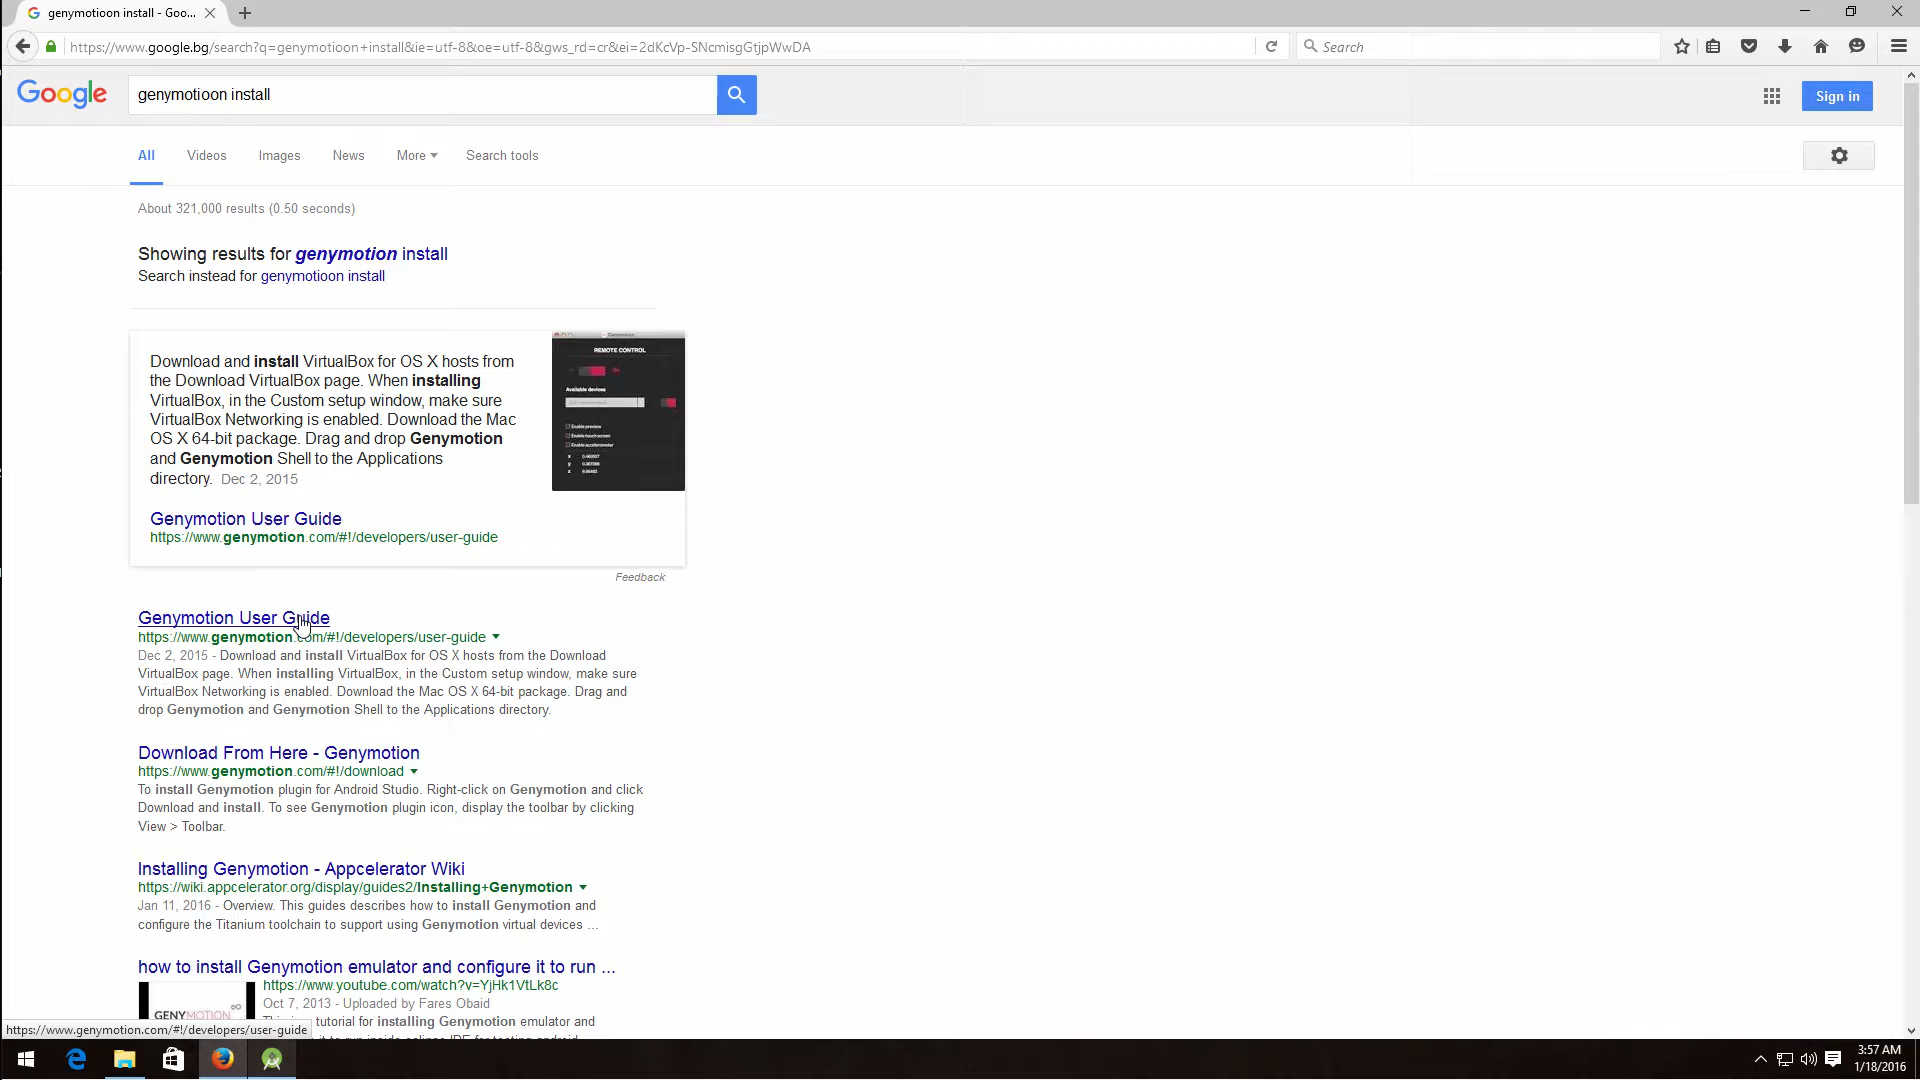 genymotioon install - Goo...
https://www.google.bg/search?q=genymotioon+install&ie=utf-8&oe=utf-8&gws_rd=cr&ei=2dKcVp-SNcmisgGtjpWwDA
Search
Google
genymotioon install
Sign in
All
Videos
Images
News
More
Search tools
About 321,000 results (0.50 seconds)
Showing results for genymotion install
Search instead for genymotioon install
Download and install VirtualBox for OS X hosts from
the Download VirtualBox page. When installing
VirtualBox, in the Custom setup window, make sure
VirtualBox Networking is enabled. Download the Mac
OS X 64-bit package. Drag and drop Genymotion
and Genymotion Shell to the Applications
directory. Dec 2, 2015
Genymotion
REMOTE CONTROL
Available devices
Enable preview
Enable touch screen
Enable accelerometer
Genymotion User Guide
https://www.genymotion.com/#!/developers/user-guide
Feedback
Genymotion User Guide
https://www.genymotion.com/#!/developers/user-guide
Dec 2, 2015 - Download and install VirtualBox for OS X hosts from the Download
VirtualBox page. When installing VirtualBox, in the Custom setup window, make sure
VirtualBox Networking is enabled. Download the Mac OS X 64-bit package. Drag and
drop Genymotion and Genymotion Shell to the Applications directory.
Download From Here - Genymotion
https://www.genymotion.com/#!/download
To install Genymotion plugin for Android Studio. Right-click on Genymotion and click
Download and install. To see Genymotion plugin icon, display the toolbar by clicking
View > Toolbar.
Installing Genymotion - Appcelerator Wiki
https://wiki.appcelerator.org/display/guides2/Installing+Genymotion
Jan 11, 2016 - Overview. This guides describes how to install Genymotion and
configure the Titanium toolchain to support using Genymotion virtual devices ...
how to install Genymotion emulator and configure it to run ...
https://www.youtube.com/watch?v=YjHk1VtLk8c
Oct 7, 2013 - Uploaded by Fares Obaid
GENYMOTION
tutorial for installing Genymotion emulator and
https://www.genymotion.com/#!/developers/user-guide
3:57 AM
1/18/2016